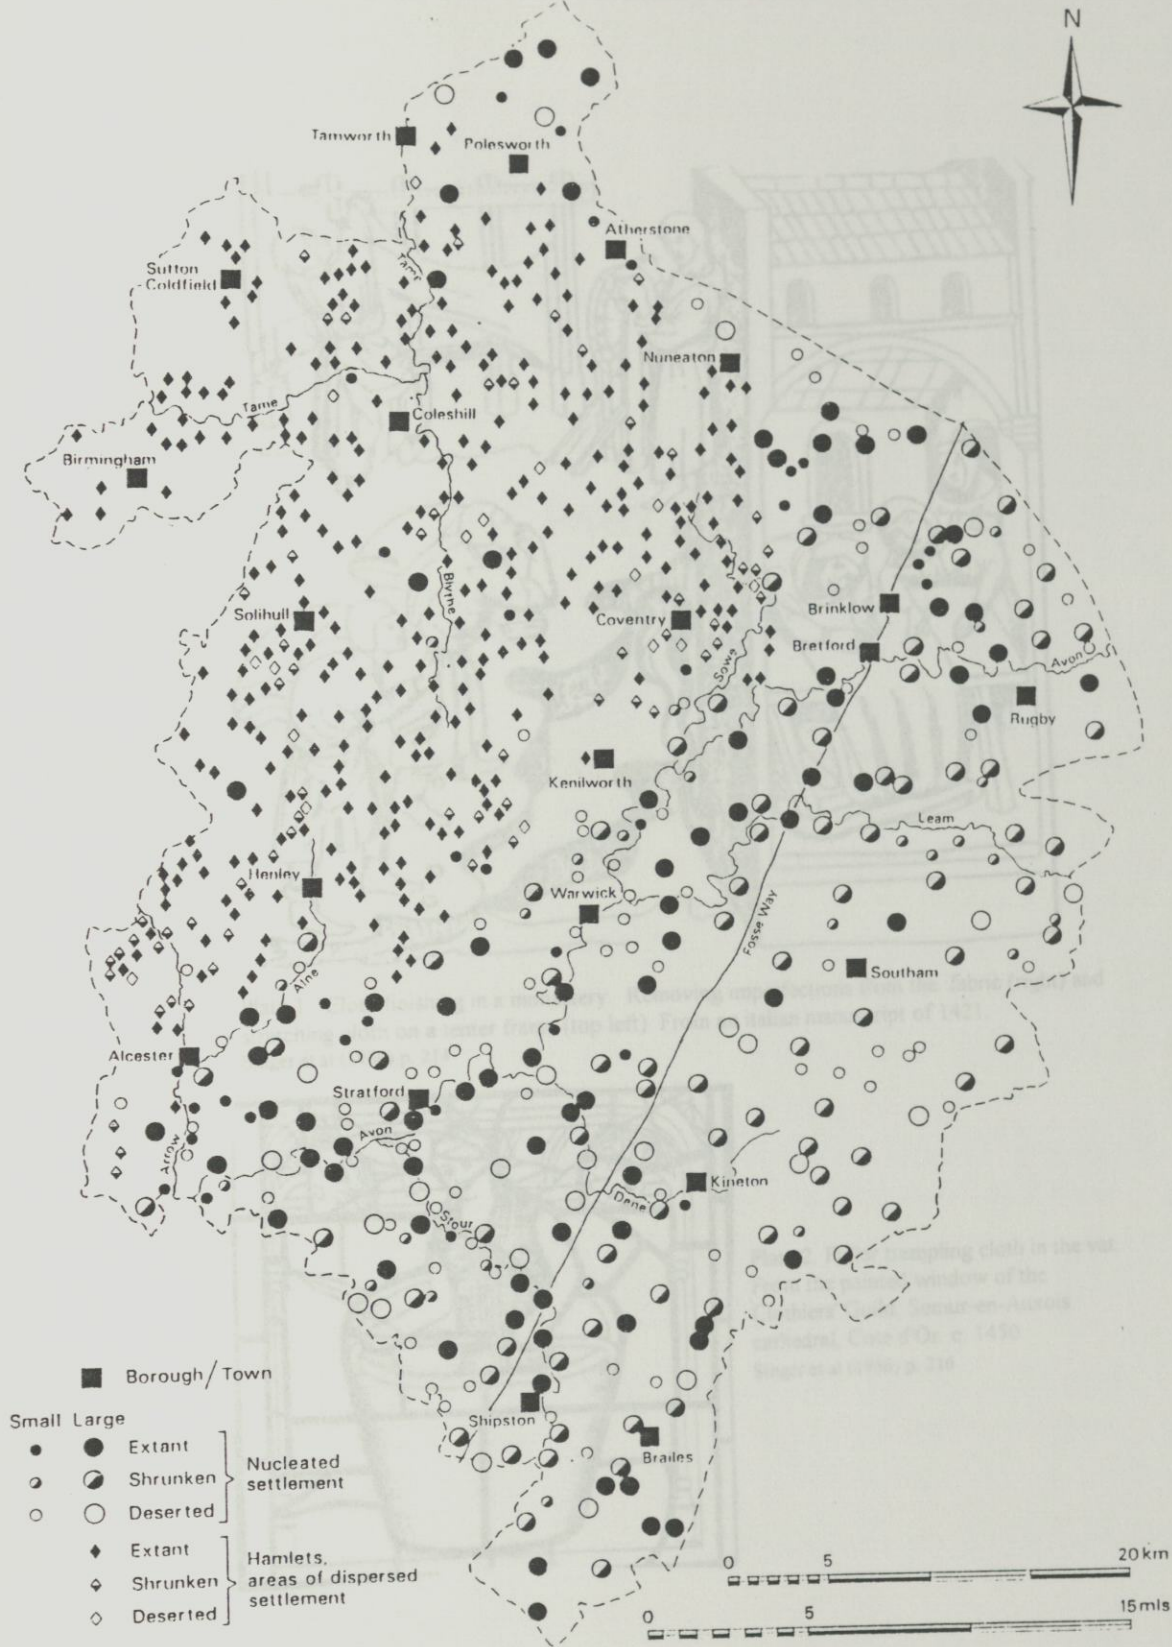 N
Tamworth
Polesworth
Atherstone
Sutton
Coldfield
Tame
Nuneaton
Tame
Coleshill
Birmingham
Blythe
Solihull
Coventry
Brinklow
Bretford
Avon
Sowe
Rugby
Kenilworth
Leam
Henley
Warwick
Fosse Way
Southam
Alne
Alcester
Stratford
Avon
Arrow
Dene
Kineton
Stour
Shipston
Brailes
Borough/Town
Small Large
Extant
Shrunken
Deserted
Nucleated
settlement
Extant
Shrunken
Deserted
Hamlets,
areas of dispersed
settlement
0 5 20 km
0 5 15 mls